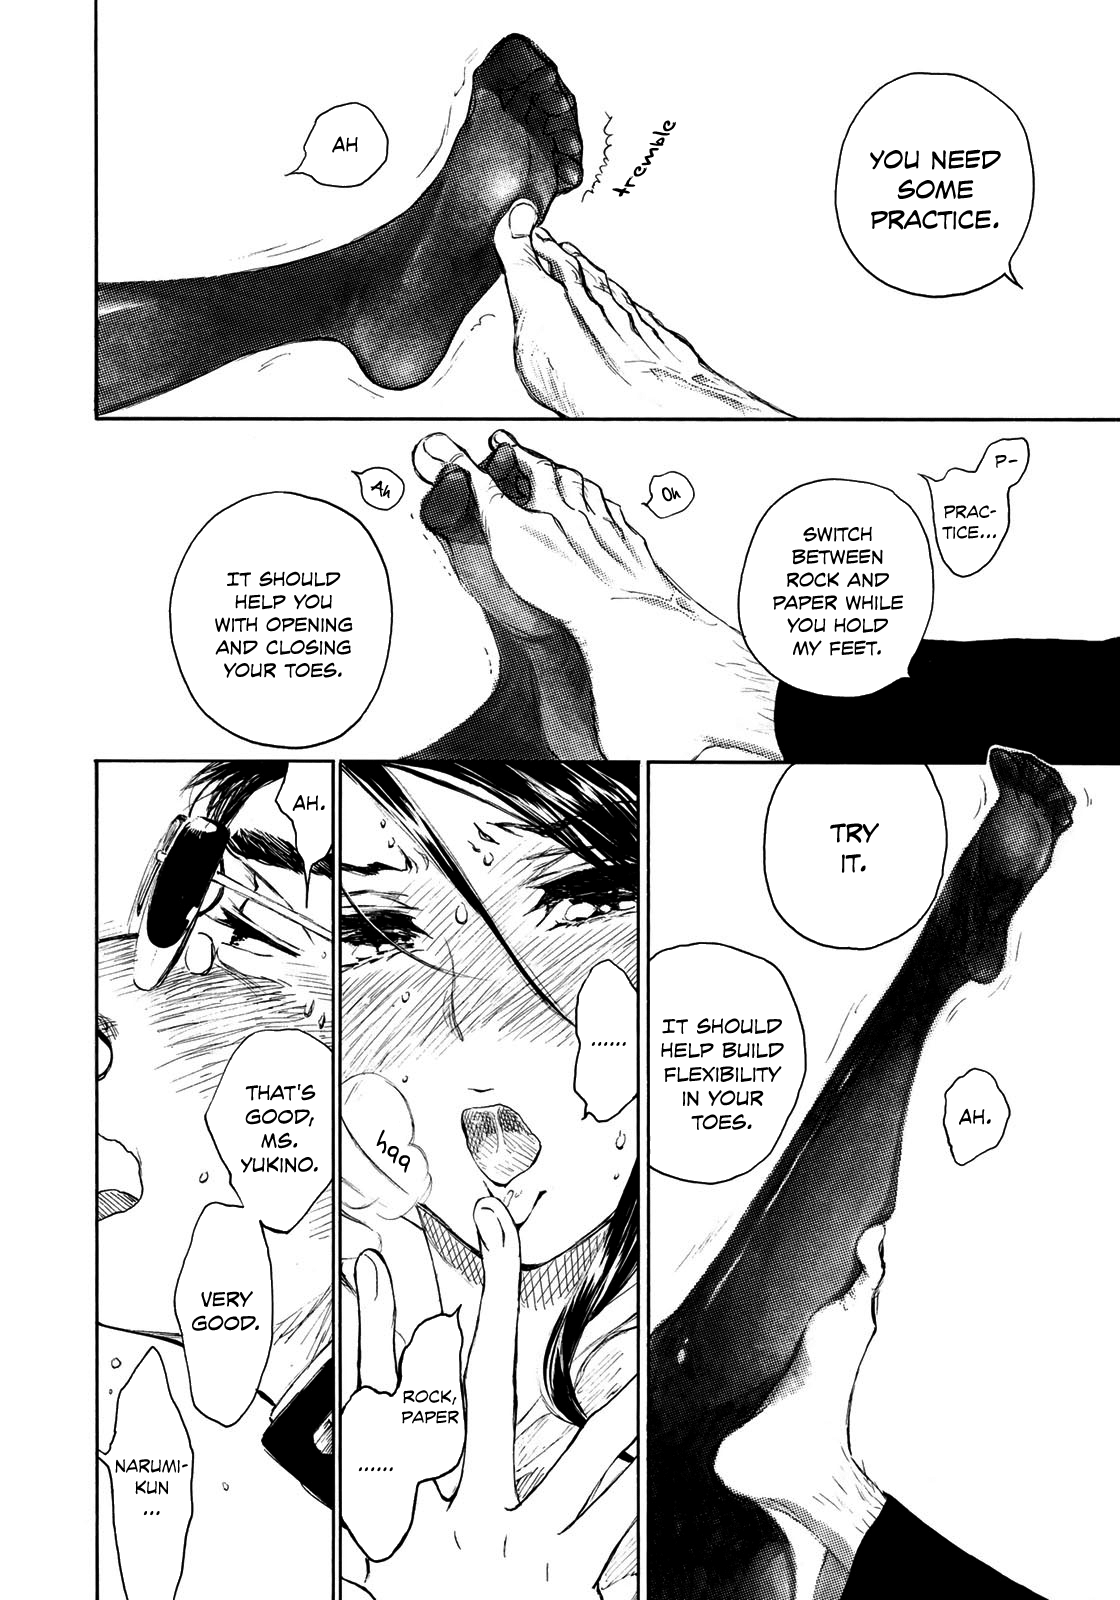 YOU NEED
SOME
PRACTICE.
tremble
AH
P-
PRAC-
TICE...
SWITCH
BETWEEN
ROCK AND
PAPER WHILE
YOU HOLD
MY FEET.
Oh
Ah
IT SHOULD
HELP YOU
WITH OPENING
AND CLOSING
YOUR TOES.
TRY
IT.
IT SHOULD
HELP BUILD
FLEXIBILITY
IN YOUR
TOES.
AH.
......
haa
ROCK,
PAPER
......
AH.
THAT'S
GOOD,
MS.
YUKINO.
VERY
GOOD.
NARUMI-
KUN
...